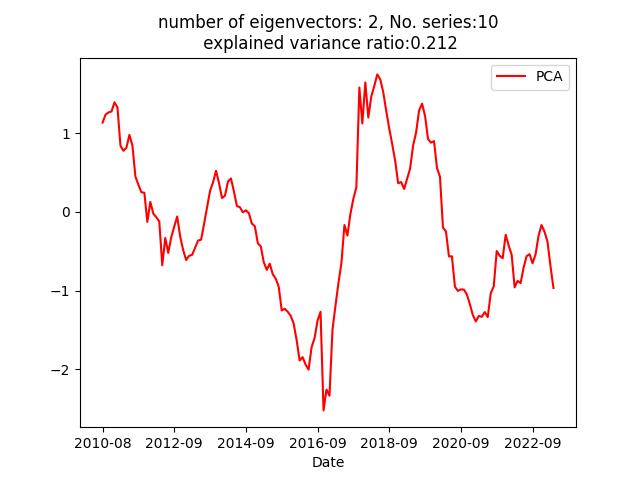 number of eigenvectors: 2, No. series:10
explained variance ratio:0.212
PCA
1
0
−1
−2
2010-08 2012-09 2014-09 2016-09 2018-09 2020-09 2022-09
Date